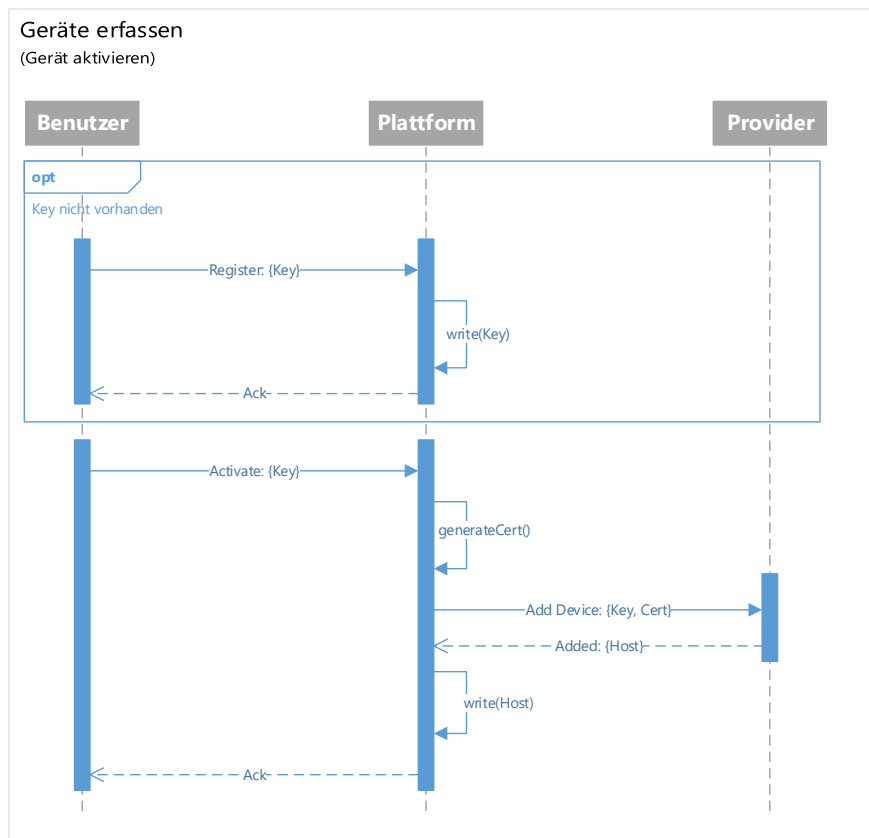 Geräte erfassen
(Gerät aktivieren)
Benutzer
Plattform
Provider
opt
Key nicht vorhanden
Register: {Key}
write(Key)
Ack
Activate: {Key}
generateCert()
Add Device: {Key, Cert}
Added: {Host}
write(Host)
Ack